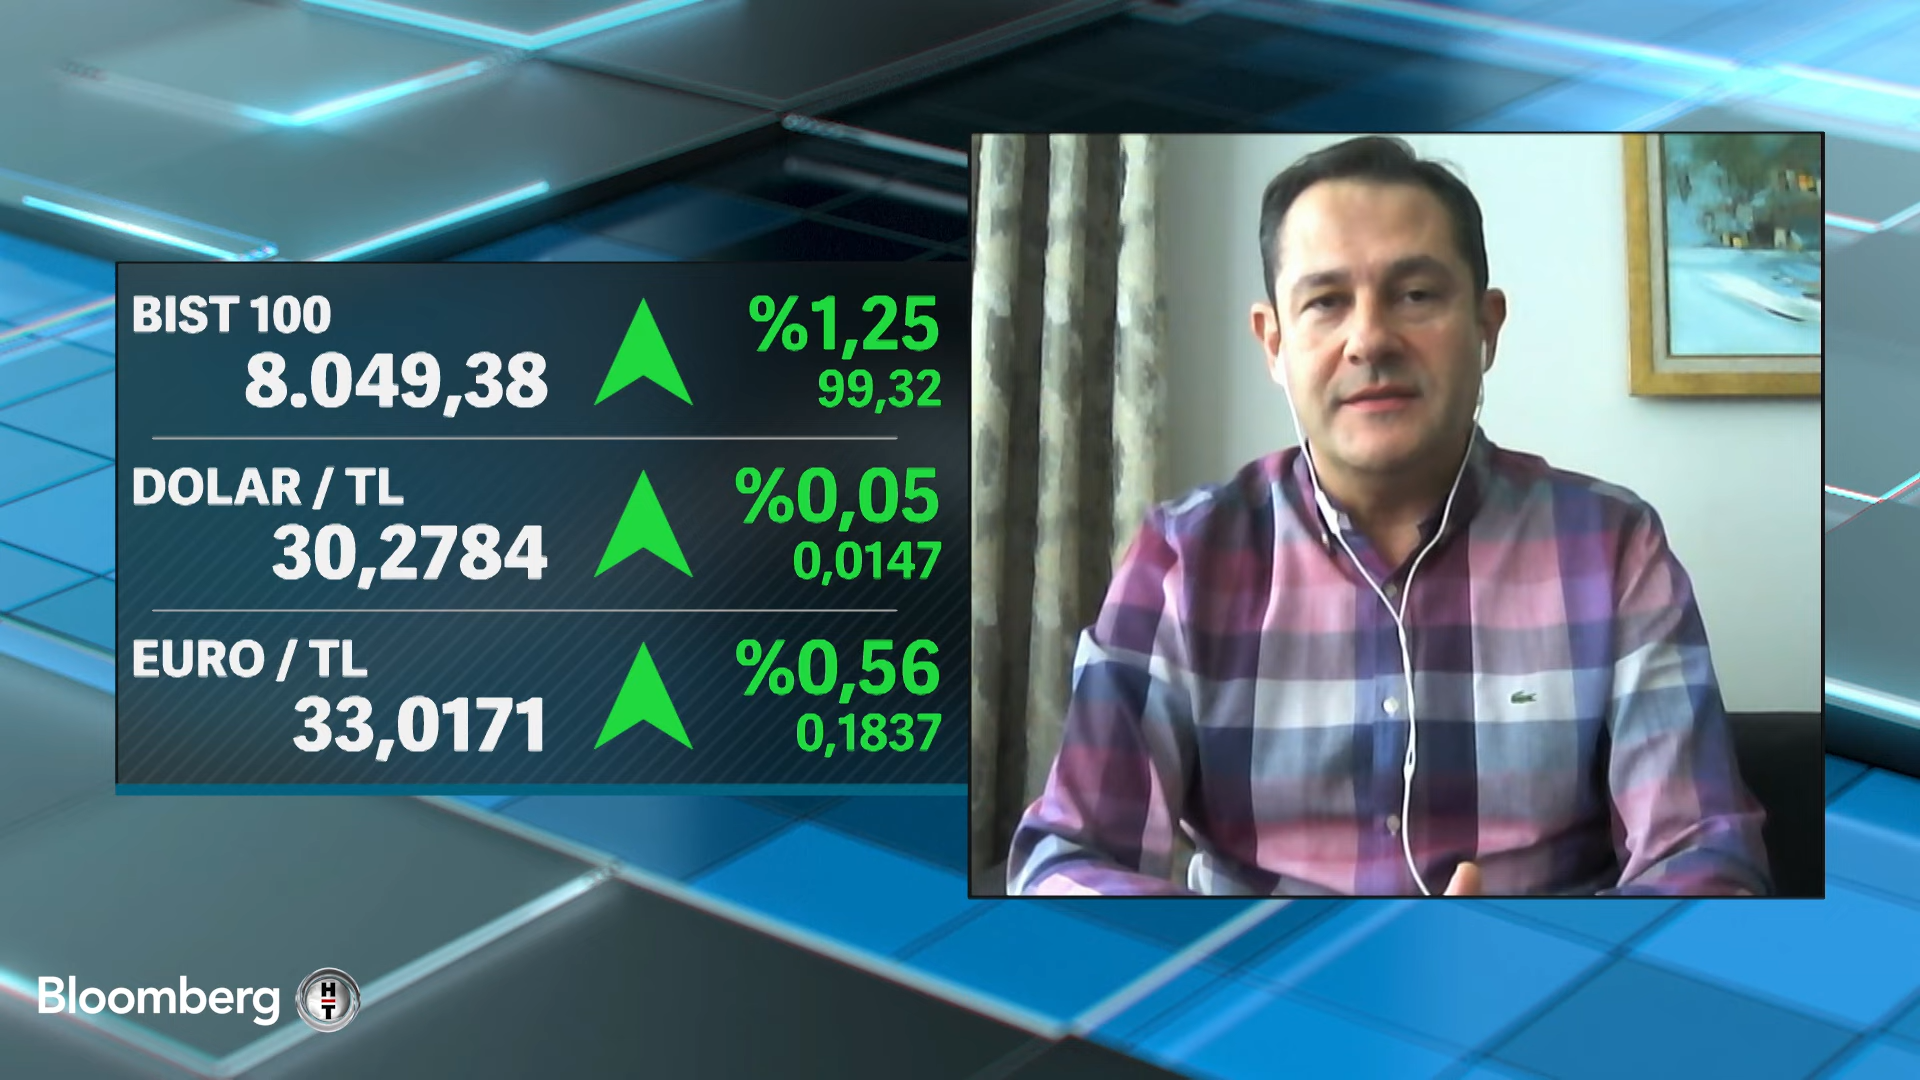 BIST 100
8.049,38
%1,25
99,32
DOLAR / TL
30,2784
%0,05
0,0147
EURO / TL
33,0171
%0,56
0,1837
Bloomberg HT